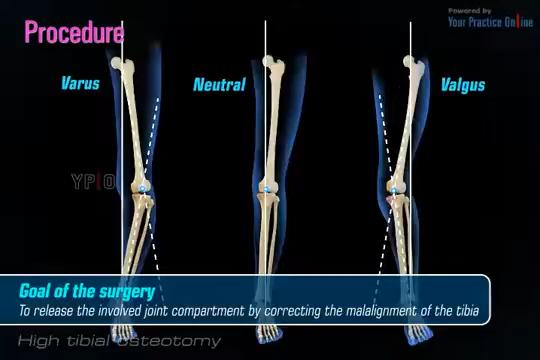 Procedure
Powered by
Your Practice Online
Varus
Neutral
Valgus
YPO
Goal of the surgery
To release the involved joint compartment by correcting the malalignment of the tibia
High tibial osteotomy